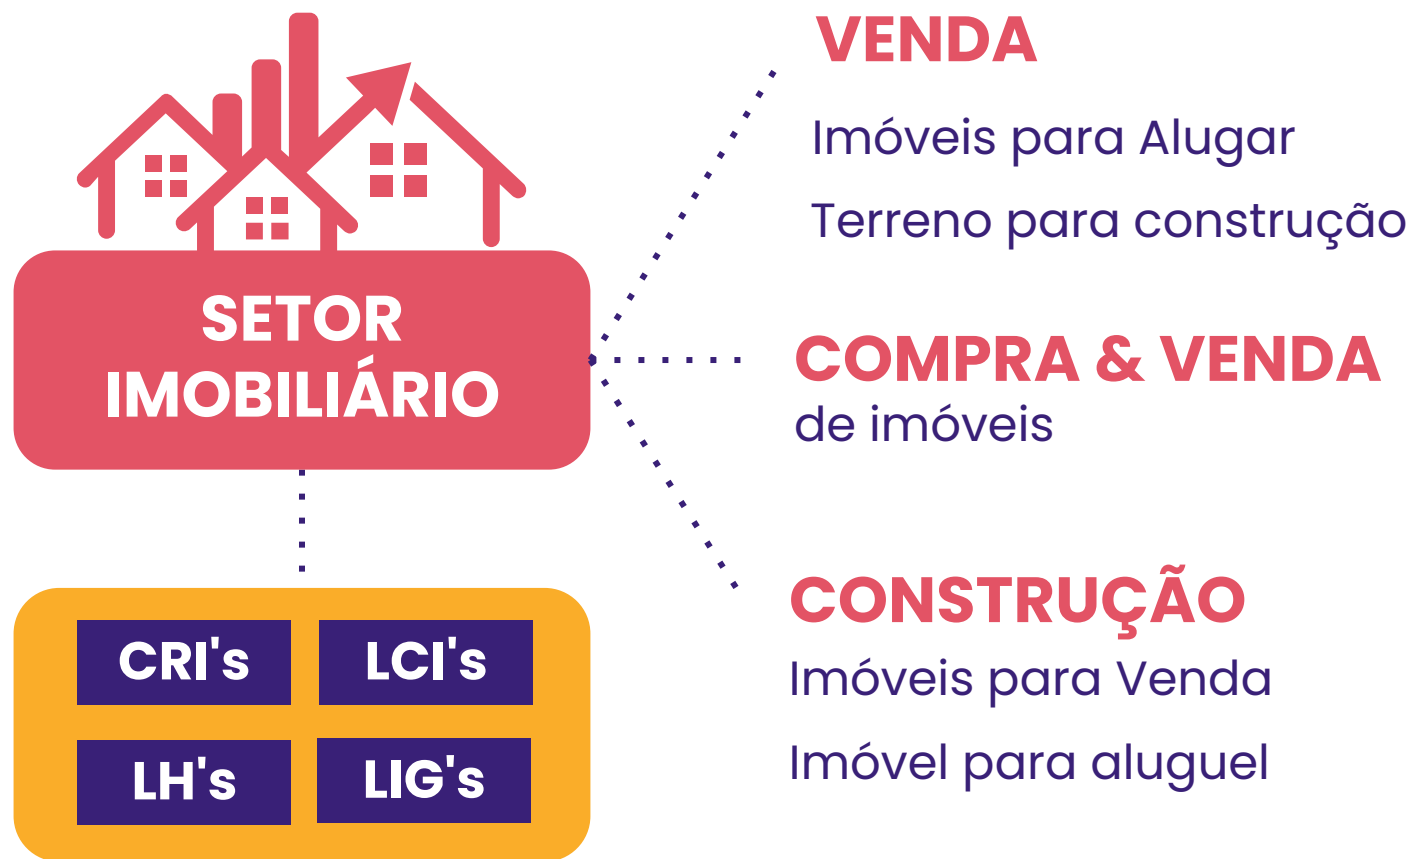 SETOR
IMOBILIÁRIO
CRI's
LCI's
LH's
LIG's
VENDA
Imóveis para Alugar
Terreno para construção
COMPRA & VENDA
de imóveis
CONSTRUÇÃO
Imóveis para Venda
Imóvel para aluguel